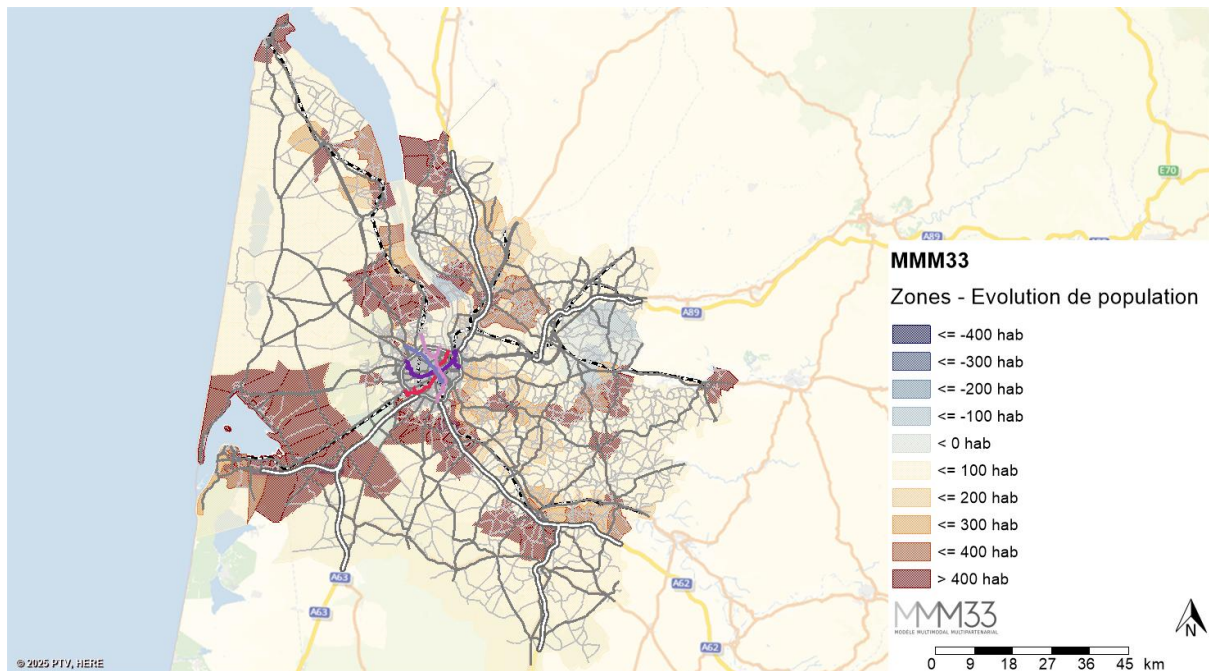 E70
A89
A89
MMM33
Zones - Evolution de population
<= -400 hab
<= -300 hab
<= -200 hab
<= -100 hab
< 0 hab
<= 100 hab
<= 200 hab
<= 300 hab
<= 400 hab
> 400 hab
A63
A63
A62
A62
MMM33
MODÈLE MULTIMODAL MULTIPARTENARIAL
N
0 9 18 27 36 45 km
© 2025 PTV, HERE